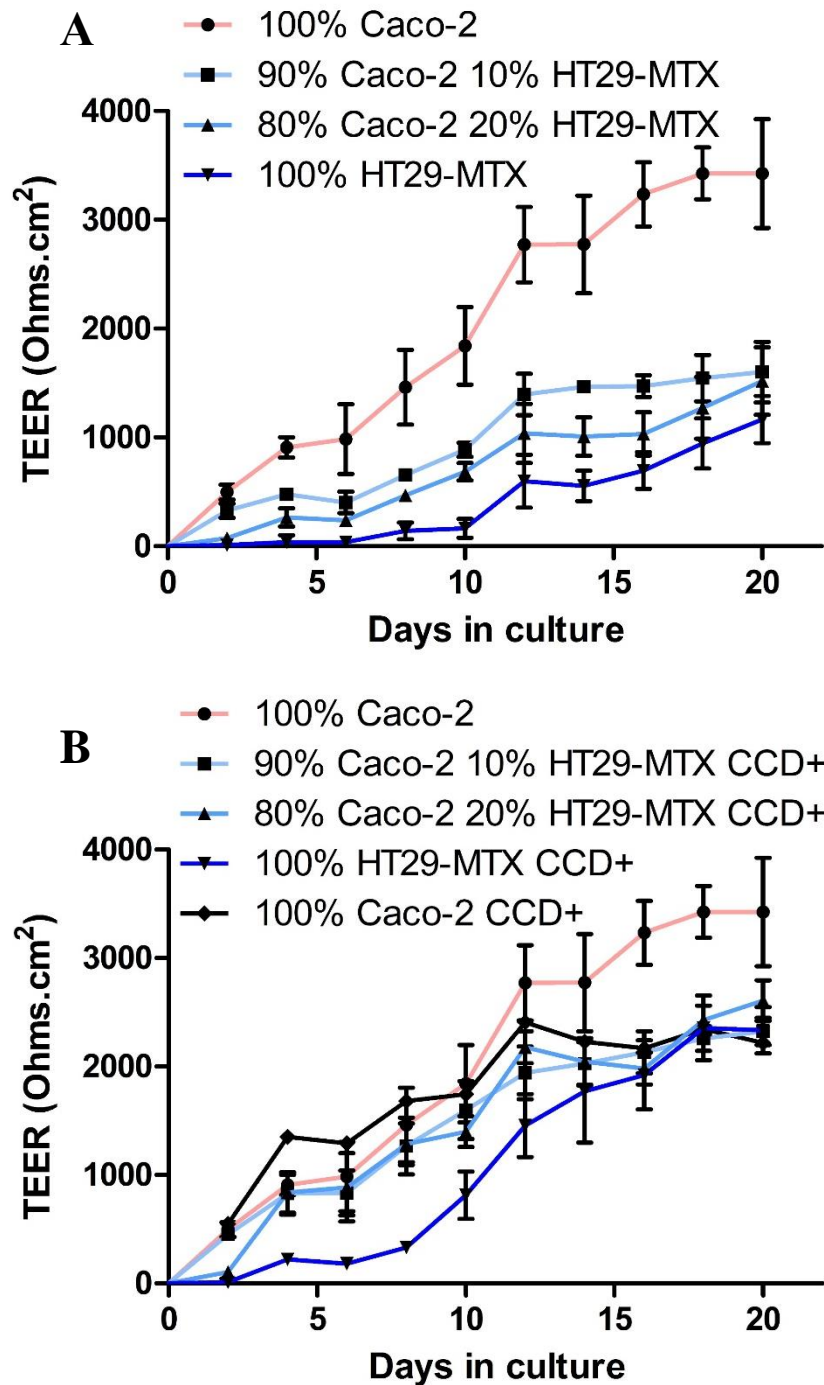 A
100% Caco-2
90% Caco-2 10% HT29-MTX
80% Caco-2 20% HT29-MTX
100% HT29-MTX
TEER (Ohms.cm²)
4000
3000
2000
1000
0
0 5 10 15 20
Days in culture
B
100% Caco-2
90% Caco-2 10% HT29-MTX CCD+
80% Caco-2 20% HT29-MTX CCD+
100% HT29-MTX CCD+
100% Caco-2 CCD+
TEER (Ohms.cm²)
4000
3000
2000
1000
0
0 5 10 15 20
Days in culture